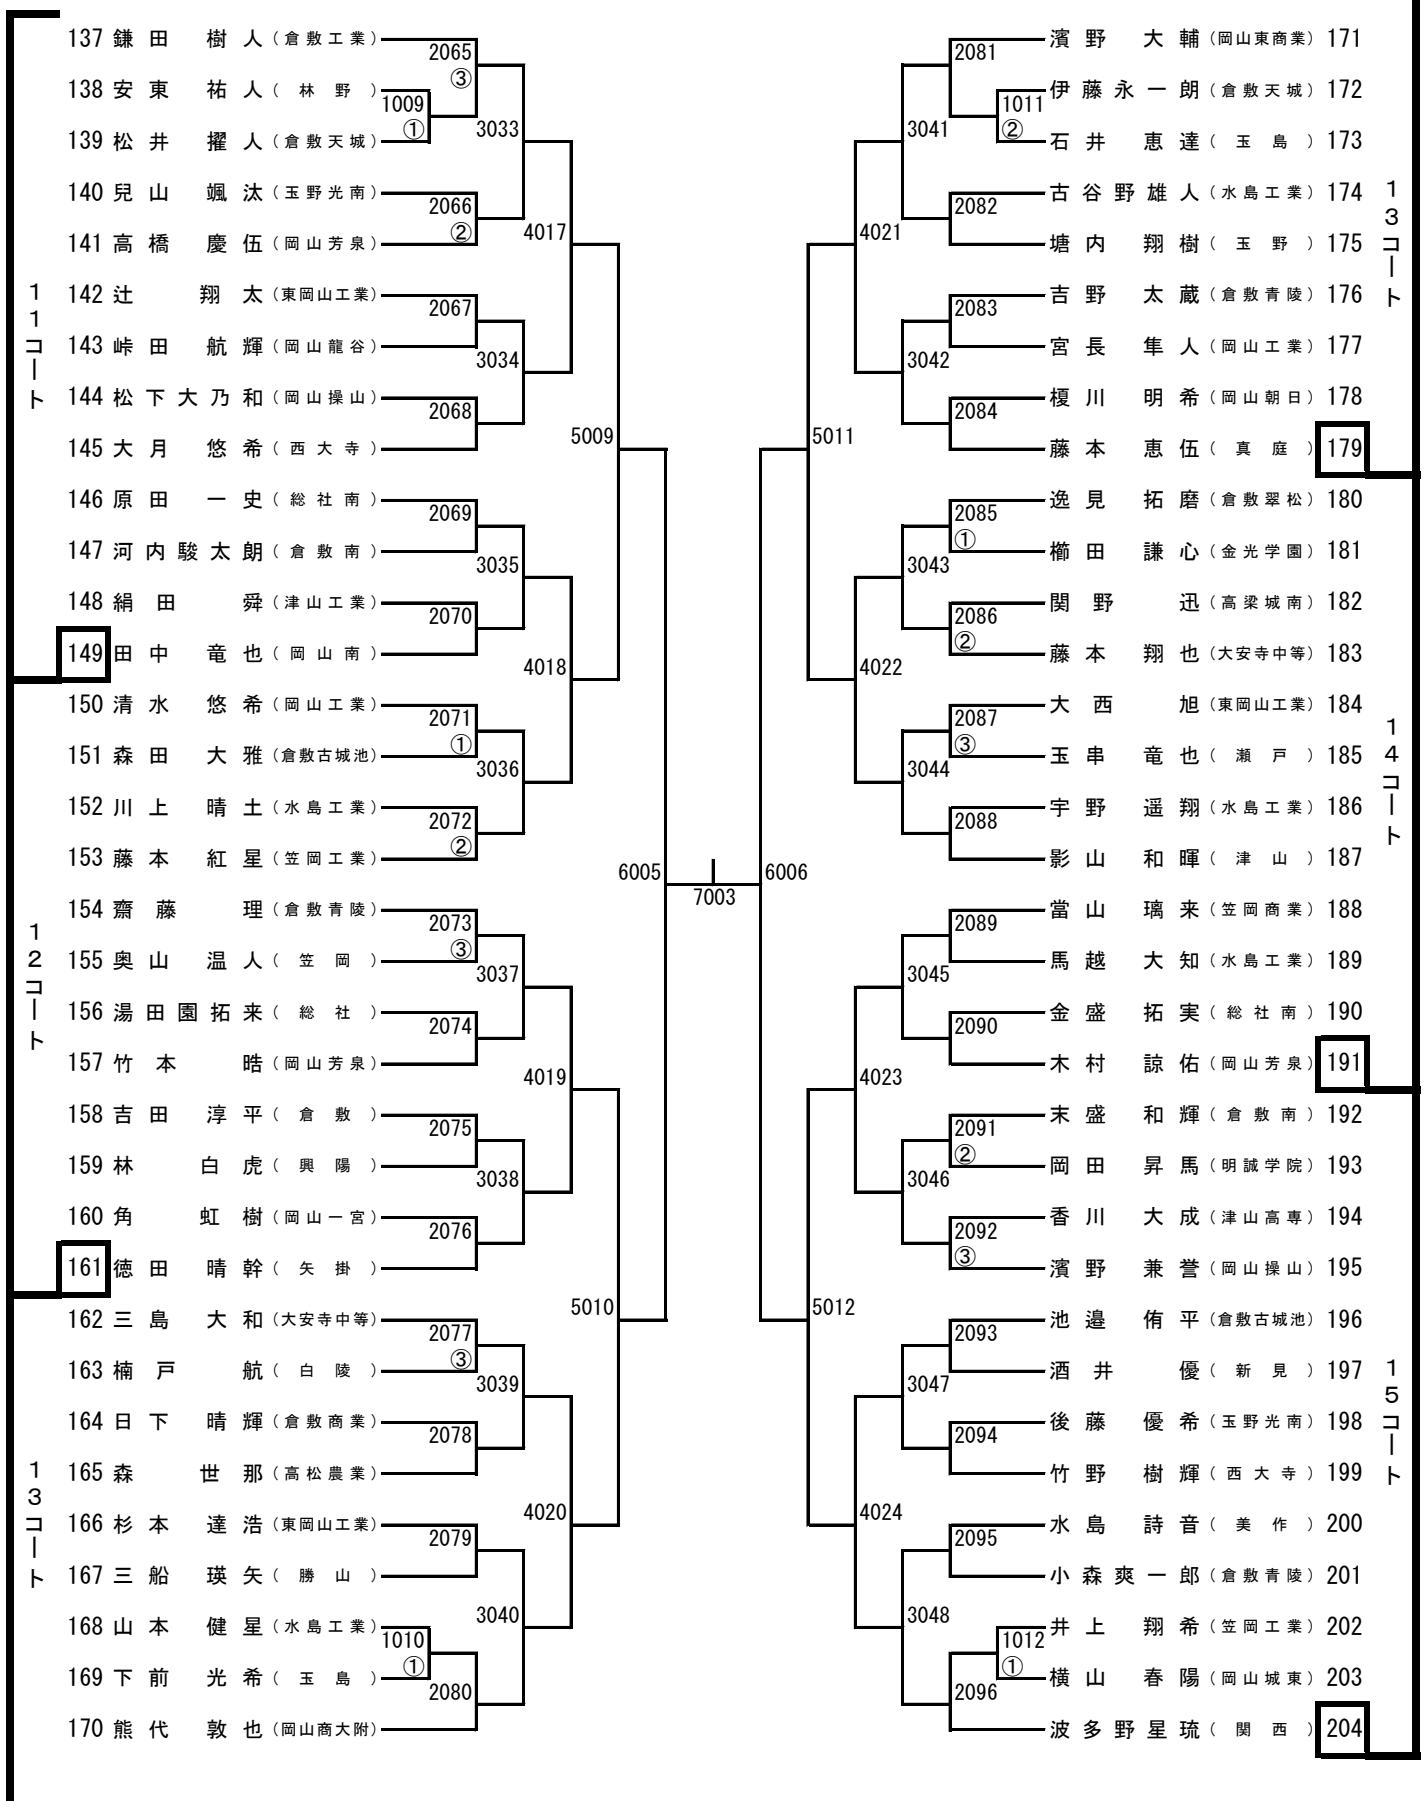 11コート
137 鎌田 樹人（倉敷工業）
138 安東 祐人（林野）
139 松井 擢人（倉敷天城）
140 兒山 颯汰（玉野光南）
141 高橋 慶伍（岡山芳泉）
142 辻 翔太（東岡山工業）
143 峠田 航輝（岡山龍谷）
144 松下大乃和（岡山操山）
145 大月 悠希（西大寺）
146 原田 一史（総社南）
147 河内駿太朗（倉敷南）
148 絹田 舜（津山工業）
149 田中 竜也（岡山南）
12コート
150 清水 悠希（岡山工業）
151 森田 大雅（倉敷古城池）
152 川上 晴土（水島工業）
153 藤本 紅星（笠岡工業）
154 齋藤 理（倉敷青陵）
155 奥山 温人（笠岡）
156 湯田園拓来（総社）
157 竹本 晧（岡山芳泉）
158 吉田 淳平（倉敷）
159 林 白虎（興陽）
160 角 虹樹（岡山一宮）
161 徳田 晴幹（矢掛）
13コート
162 三島 大和（大安寺中等）
163 楠戸 航（白陵）
164 日下 晴輝（倉敷商業）
165 森 世那（高松農業）
166 杉本 達浩（東岡山工業）
167 三船 瑛矢（勝山）
168 山本 健星（水島工業）
169 下前 光希（玉島）
170 熊代 敦也（岡山商大附）
1009
①
1010
①
2065
③
2066
②
2067
2068
2069
2070
2071
①
2072
②
2073
③
2074
2075
2076
2077
③
2078
2079
2080
3033
3034
3035
3036
3037
3038
3039
3040
4017
4018
4019
4020
5009
5010
6005
7003
6006
5011
5012
4021
4022
4023
4024
3041
3042
3043
3044
3045
3046
3047
3048
2081
2082
2083
2084
2085
①
2086
②
2087
③
2088
2089
2090
2091
②
2092
③
2093
2094
2095
2096
1011
②
1012
①
濱野 大輔（岡山東商業）171
伊藤永一朗（倉敷天城）172
石井 恵達（玉島）173
古谷野雄人（水島工業）174
塘内 翔樹（玉野）175
吉野 太蔵（倉敷青陵）176
宮長 隼人（岡山工業）177
榎川 明希（岡山朝日）178
藤本 恵伍（真庭）179
13コート
逸見 拓磨（倉敷翠松）180
櫛田 謙心（金光学園）181
関野 迅（高梁城南）182
藤本 翔也（大安寺中等）183
大西 旭（東岡山工業）184
玉串 竜也（瀬戸）185
宇野 遥翔（水島工業）186
影山 和暉（津山）187
當山 璃来（笠岡商業）188
馬越 大知（水島工業）189
金盛 拓実（総社南）190
木村 諒佑（岡山芳泉）191
14コート
末盛 和輝（倉敷南）192
岡田 昇馬（明誠学院）193
香川 大成（津山高専）194
濱野 兼誉（岡山操山）195
池邉 侑平（倉敷古城池）196
酒井 優（新見）197
後藤 優希（玉野光南）198
竹野 樹輝（西大寺）199
水島 詩音（美作）200
小森爽一郎（倉敷青陵）201
井上 翔希（笠岡工業）202
横山 春陽（岡山城東）203
波多野星琉（関西）204
15コート